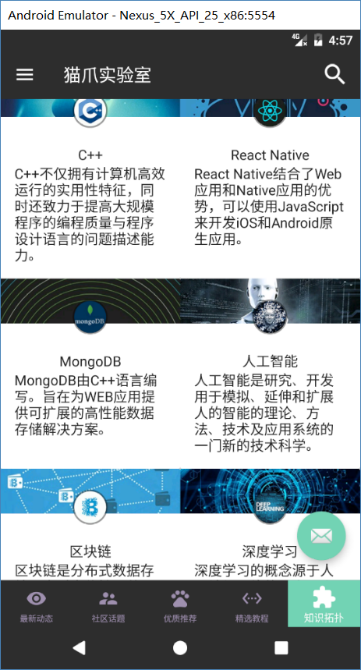 Android Emulator - Nexus_5X_API_25_x86:5554
4G 4:57
猫爪实验室
C++
C++不仅拥有计算机高效
运行的实用性特征，同
时还致力于提高大规模
程序的编程质量与程序
设计语言的问题描述能
力。
React Native
React Native结合了Web
应用和Native应用的优
势，可以使用JavaScript
来开发iOS和Android原
生应用。
mongoDB
MongoDB
MongoDB由C++语言编
写。旨在为WEB应用提
供可扩展的高性能数据
存储解决方案。
人工智能
人工智能是研究、开发
用于模拟、延伸和扩展
人的智能的理论、方
法、技术及应用系统的
一门新的技术科学。
区块链
区块链是分布式数据存
DEEP
LEARNING
深度学习
深度学习的概念源于人
最新动态
社区话题
优质推荐
精选教程
知识拓扑